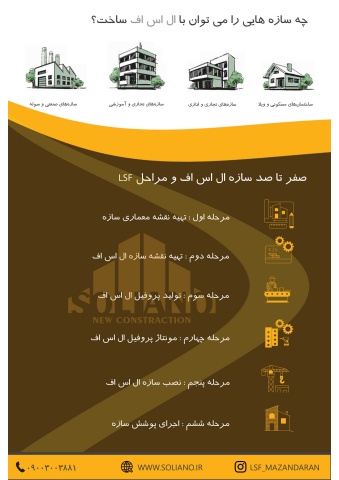 چه سازه هایی را می توان با ال اس اف ساخت؟
ساختمان‌های مسکونی و ویلا
سازه‌های تجاری و اداری
سازه‌های تجاری و آموزشی
سازه‌های صنعتی و سوله
صفر تا صد سازه ال اس اف و مراحل LSF
مرحله اول : تهیه نقشه معماری سازه
مرحله دوم : تهیه نقشه سازه ال اس اف
مرحله سوم : تولید پروفیل ال اس اف
SOLIANO
NEW CONSTRUCTION
مرحله چهارم : مونتاژ پروفیل ال اس اف
مرحله پنجم : نصب سازه ال اس اف
مرحله ششم : اجرای پوشش سازه
۰۹۰۰۳۰۰۳۸۸۱
WWW.SOLIANO.IR
LSF_MAZANDARAN